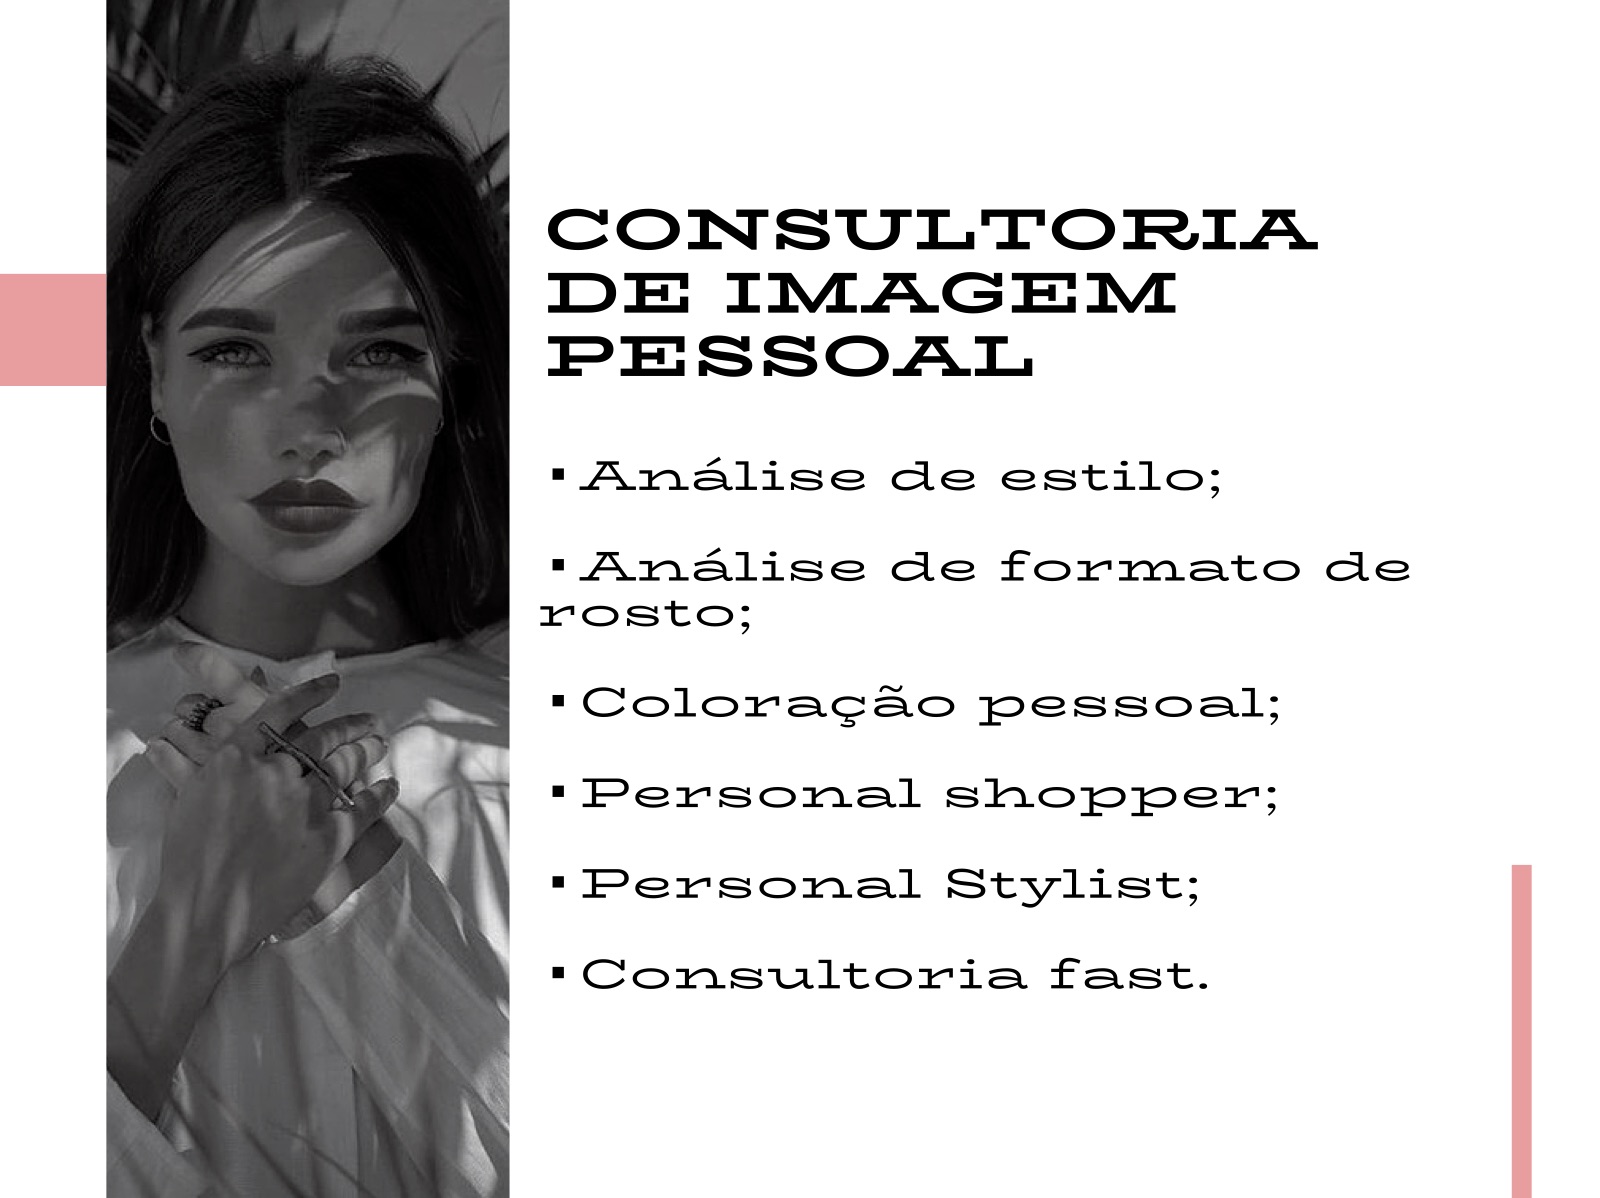 CONSULTORIA
DE IMAGEM
PESSOAL
▪ Análise de estilo;
▪ Análise de formato de
rosto;
▪ Coloração pessoal;
▪ Personal shopper;
▪ Personal Stylist;
▪ Consultoria fast.